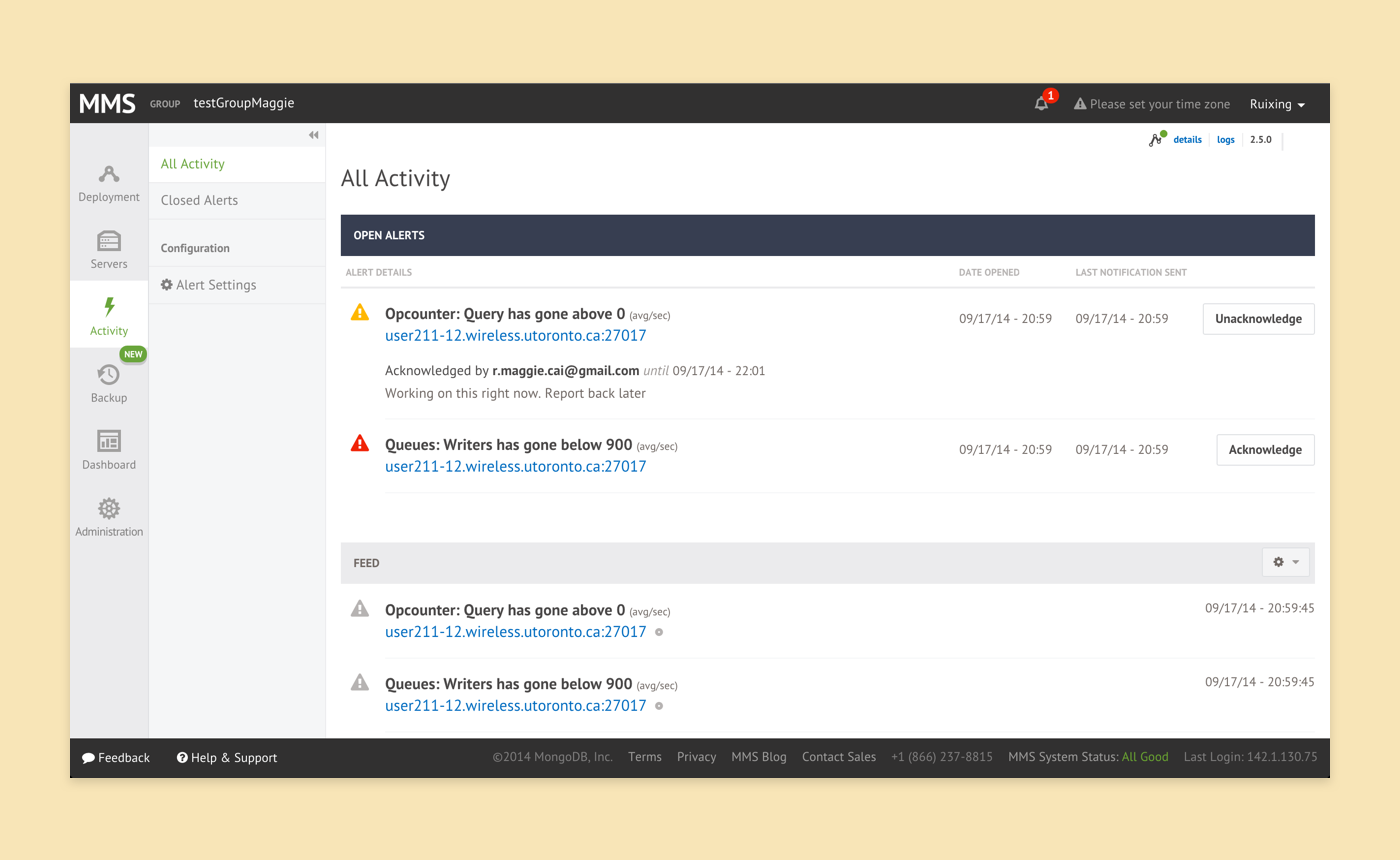 MMS GROUP testGroupMaggie 1 Please set your time zone Ruixing
details logs 2.5.0
Deployment
Servers
Activity
NEW
Backup
Dashboard
Administration
All Activity
Closed Alerts
Configuration
Alert Settings
All Activity
OPEN ALERTS
ALERT DETAILS DATE OPENED LAST NOTIFICATION SENT
Opcounter: Query has gone above 0 (avg/sec) 09/17/14 - 20:59 09/17/14 - 20:59 Unacknowledge
user211-12.wireless.utoronto.ca:27017
Acknowledged by r.maggie.cai@gmail.com until 09/17/14 - 22:01
Working on this right now. Report back later
Queues: Writers has gone below 900 (avg/sec) 09/17/14 - 20:59 09/17/14 - 20:59 Acknowledge
user211-12.wireless.utoronto.ca:27017
FEED
Opcounter: Query has gone above 0 (avg/sec) 09/17/14 - 20:59:45
user211-12.wireless.utoronto.ca:27017
Queues: Writers has gone below 900 (avg/sec) 09/17/14 - 20:59:45
user211-12.wireless.utoronto.ca:27017
Feedback Help & Support ©2014 MongoDB, Inc. Terms Privacy MMS Blog Contact Sales +1 (866) 237-8815 MMS System Status: All Good Last Login: 142.1.130.75